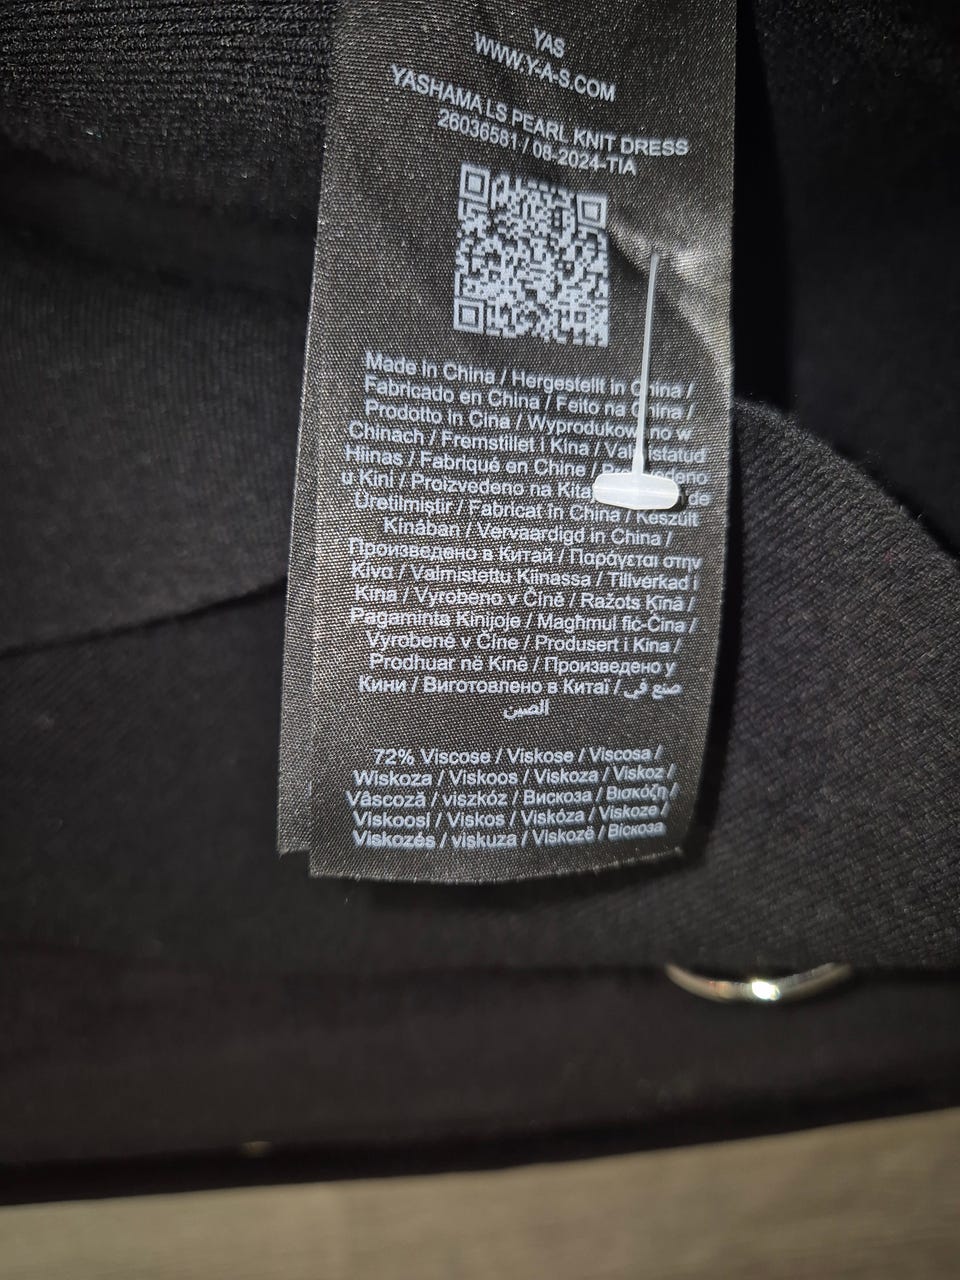 YAS
WWW.Y-A-S.COM
YASHAMA LS PEARL KNIT DRESS
26036581 / 08-2024-TIA
Made in China / Hergestellt in China /
Fabricado en China / Feito na China /
Prodotto in Cina / Wyprodukowano w
Chinach / Fremstillet i Kina / Valmistatud
Hiinas / Fabriqué en Chine /
u Kini / Proizvedeno na / de
Üretilmiştir / Fabricat în China / Készült
Kínában / Vervaardigd in China /
Произведено в Китай / Παράγεται στην
Κίνα / Valmistettu Kiinassa / Tillverkad i
Kina / Vyrobeno v Číně / Ražots Ķīnā /
Pagaminta Kinijoje / Maghmul fiċ-Ċina /
Vyrobené v Číne / Produsert i Kina /
Prodhuar në Kinë / Произведено у
Кини / Виготовлено в Китаї / صنع في
الصين
72% Viscose / Viskose / Viscosa /
Wiskoza / Viskoos / Viskoza / Viskoz /
Vâscoză / viszkóz / Вискоза / Βισκόζη /
Viskoosi / Viskos / Viskóza / Viskoze /
Viskozės / viskuza / Viskozë / Віскоза